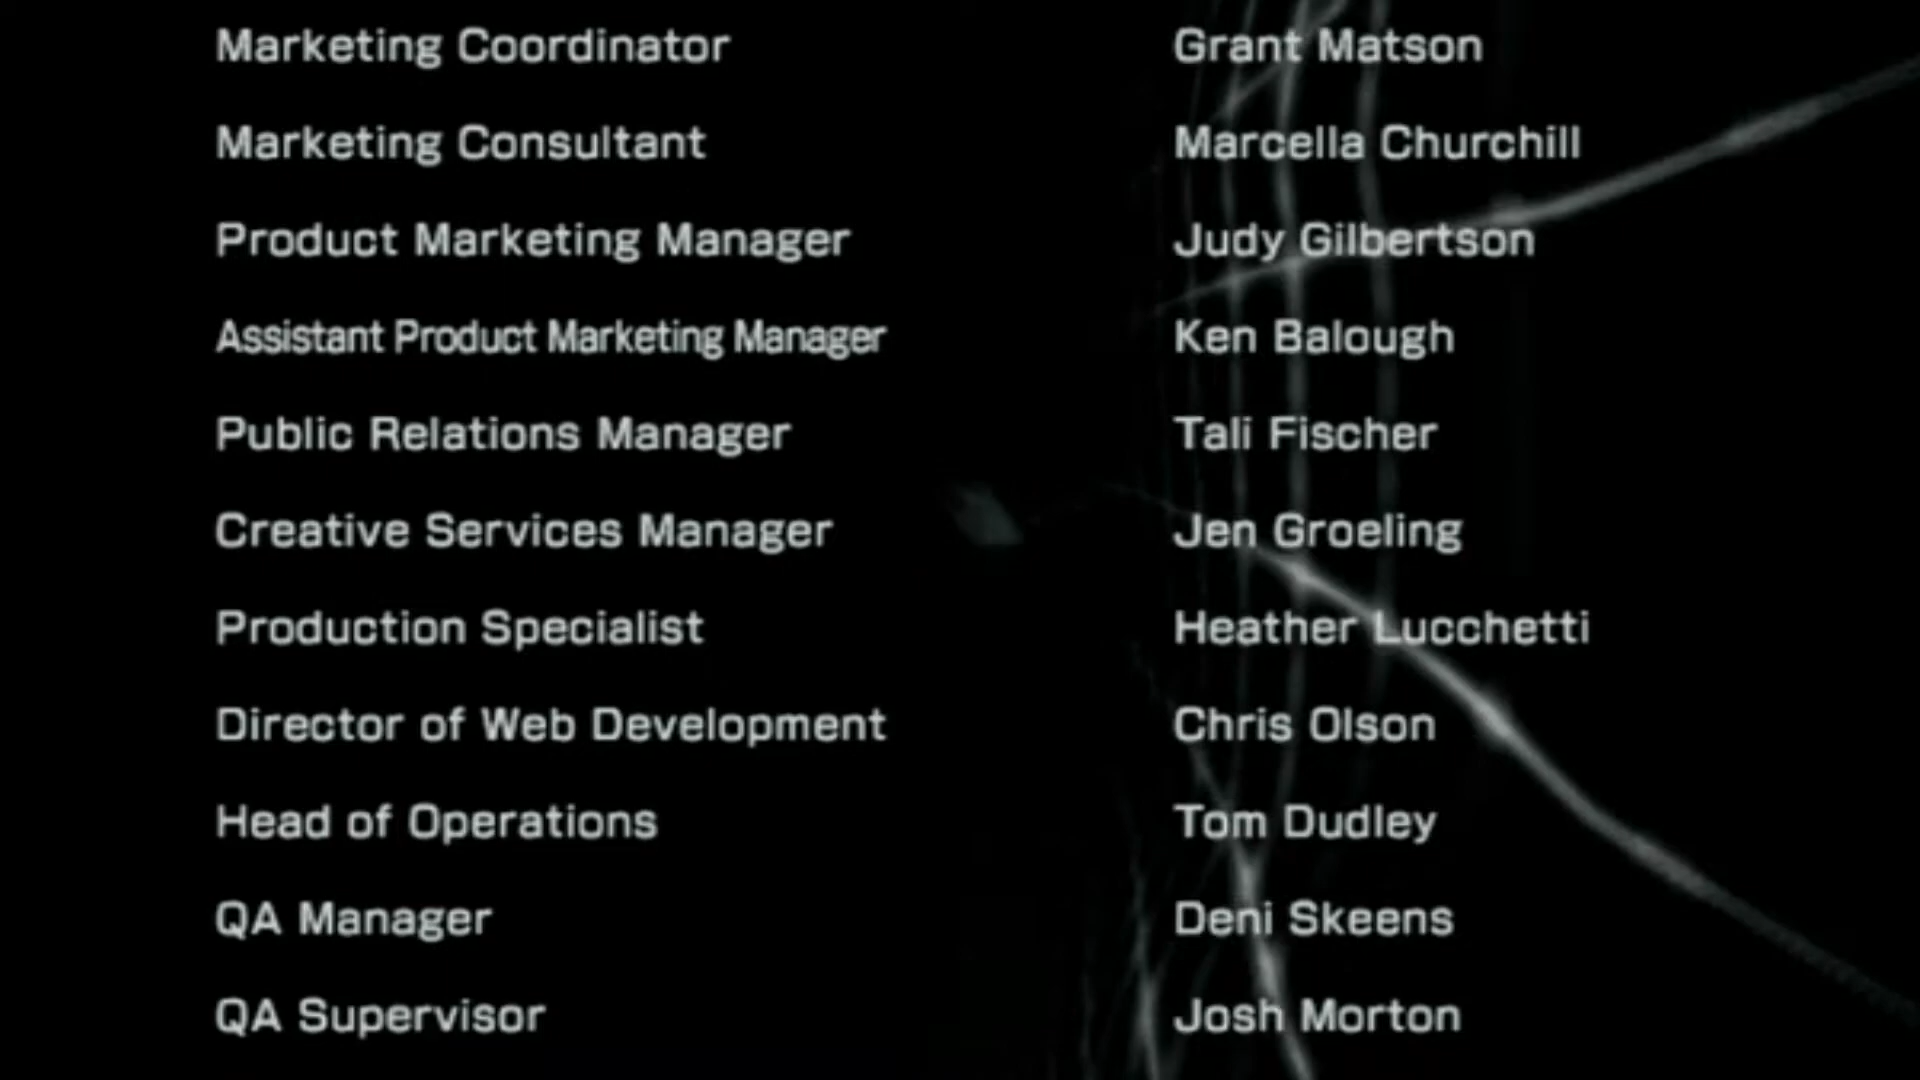 Marketing Coordinator Grant Matson
Marketing Consultant Marcella Churchill
Product Marketing Manager Judy Gilbertson
Assistant Product Marketing Manager Ken Balough
Public Relations Manager Tali Fischer
Creative Services Manager Jen Groeling
Production Specialist Heather Lucchetti
Director of Web Development Chris Olson
Head of Operations Tom Dudley
QA Manager Deni Skeens
QA Supervisor Josh Morton